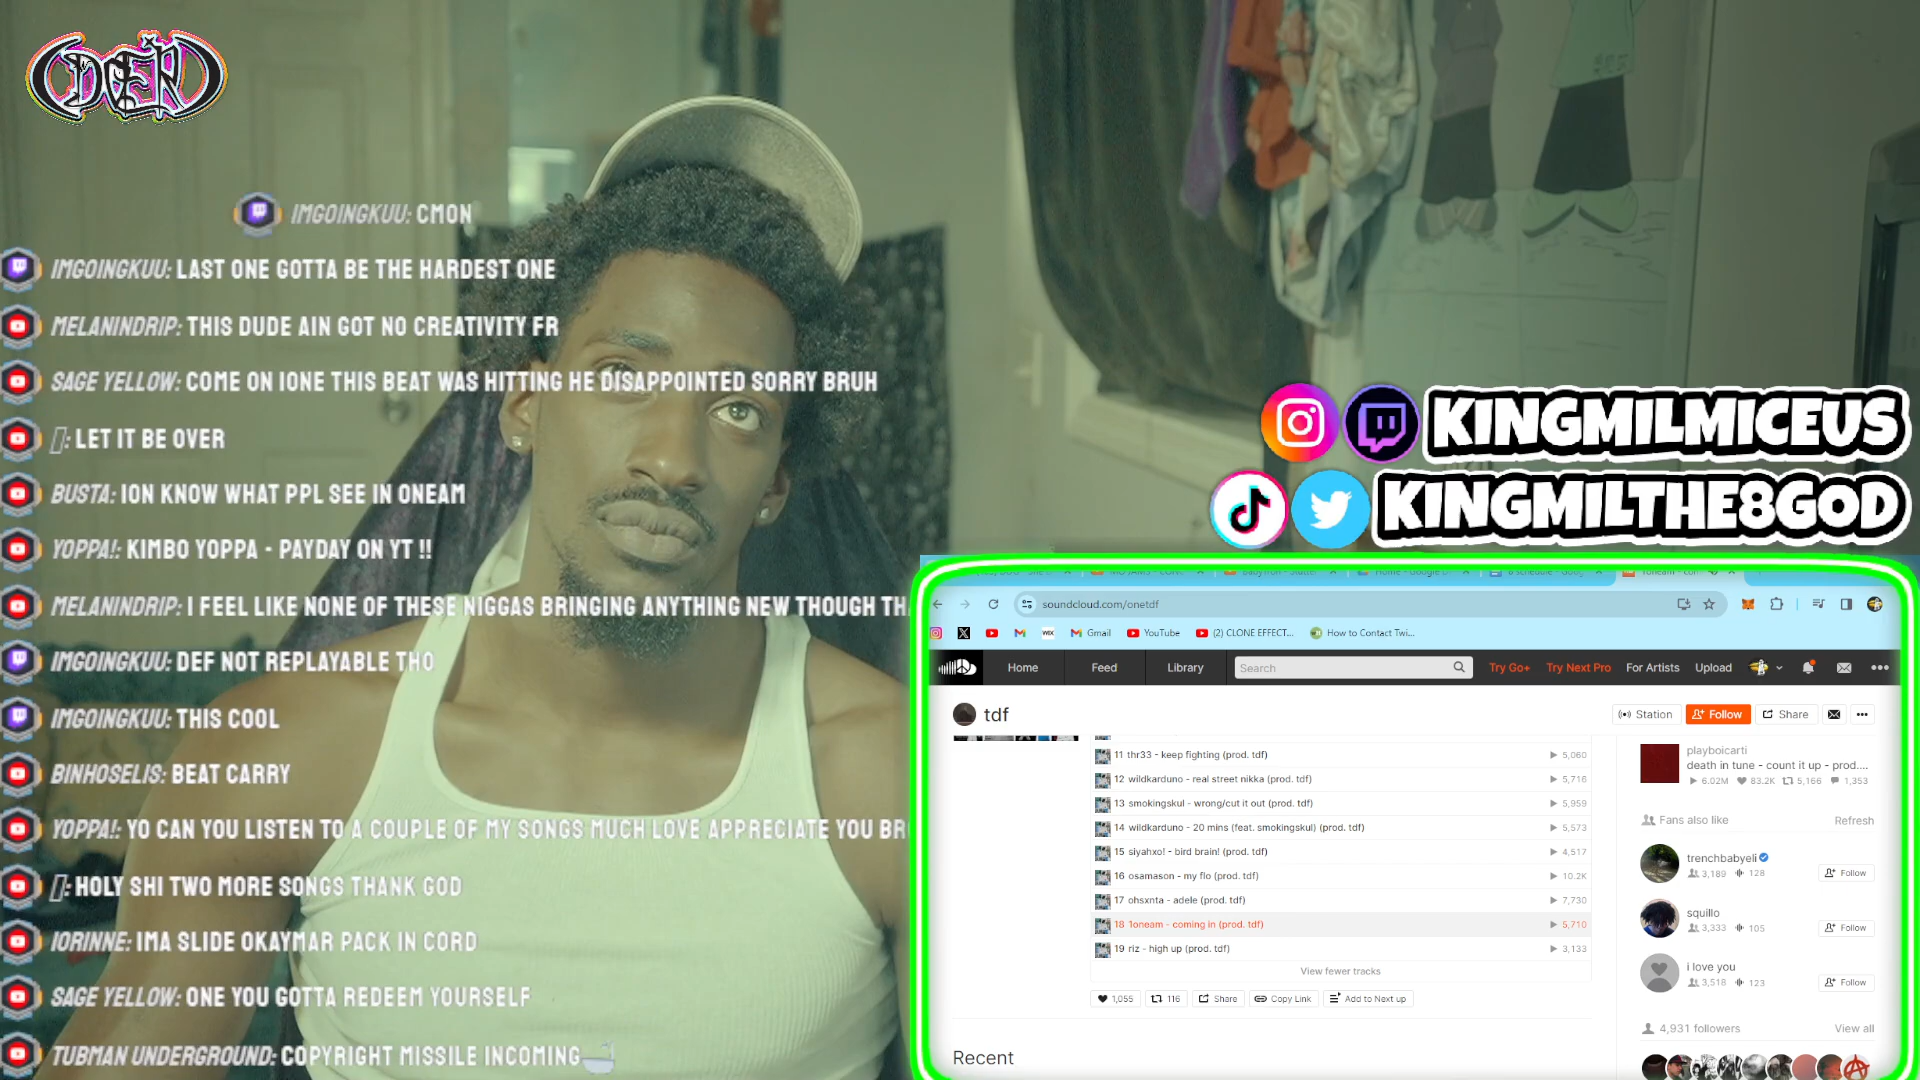 IMGOINGKUU: CMON
IMGOINGKUU: LAST ONE GOTTA BE THE HARDEST ONE
MELANINDRIP: THIS DUDE AIN GOT NO CREATIVITY FR
SAGE YELLOW: COME ON IONE THIS BEAT WAS HITTING HE DISAPPOINTED SORRY BRUH
: LET IT BE OVER
BUSTA: ION KNOW WHAT PPL SEE IN ONEAM
YOPPA!: KIMBO YOPPA - PAYDAY ON YT !!
MELANINDRIP: I FEEL LIKE NONE OF THESE NIGGAS BRINGING ANYTHING NEW THOUGH
IMGOINGKUU: DEF NOT REPLAYABLE THO
IMGOINGKUU: THIS COOL
BINHOSELIS: BEAT CARRY
YOPPA!: YO CAN YOU LISTEN TO A COUPLE OF MY SONGS MUCH LOVE APPRECIATE YOU
: HOLY SHI TWO MORE SONGS THANK GOD
IORINNE: IMA SLIDE OKAYMAR PACK IN CORD
SAGE YELLOW: ONE YOU GOTTA REDEEM YOURSELF
TUBMAN UNDERGROUND: COPYRIGHT MISSILE INCOMING
KINGMILMICEUS
KINGMILTHE8GOD
soundcloud.com/onetdf
Gmail YouTube (2) CLONE EFFECT... How to Contact Twi...
Home Feed Library Search Try Go+ Try Next Pro For Artists Upload
tdf Station Follow Share
11 thr33 - keep fighting (prod. tdf) 5,060
12 wildkarduno - real street nikka (prod. tdf) 5,716
13 smokingskul - wrong/cut it out (prod. tdf) 5,959
14 wildkarduno - 20 mins (feat. smokingskul) (prod. tdf) 5,573
15 siyahxo! - bird brain! (prod. tdf) 4,517
16 osamason - my flo (prod. tdf) 10.2K
17 ohsxnta - adele (prod. tdf) 7,730
18 1oneam - coming in (prod. tdf) 5,710
19 riz - high up (prod. tdf) 3,133
View fewer tracks
1,055 116 Share Copy Link Add to Next up
Recent
playboicarti
death in tune - count it up - prod....
6.02M 83.2K 5,166 1,353
Fans also like Refresh
trenchbabyeli
3,189 128 Follow
squillo
3,333 105 Follow
i love you
3,518 123 Follow
4,931 followers View all